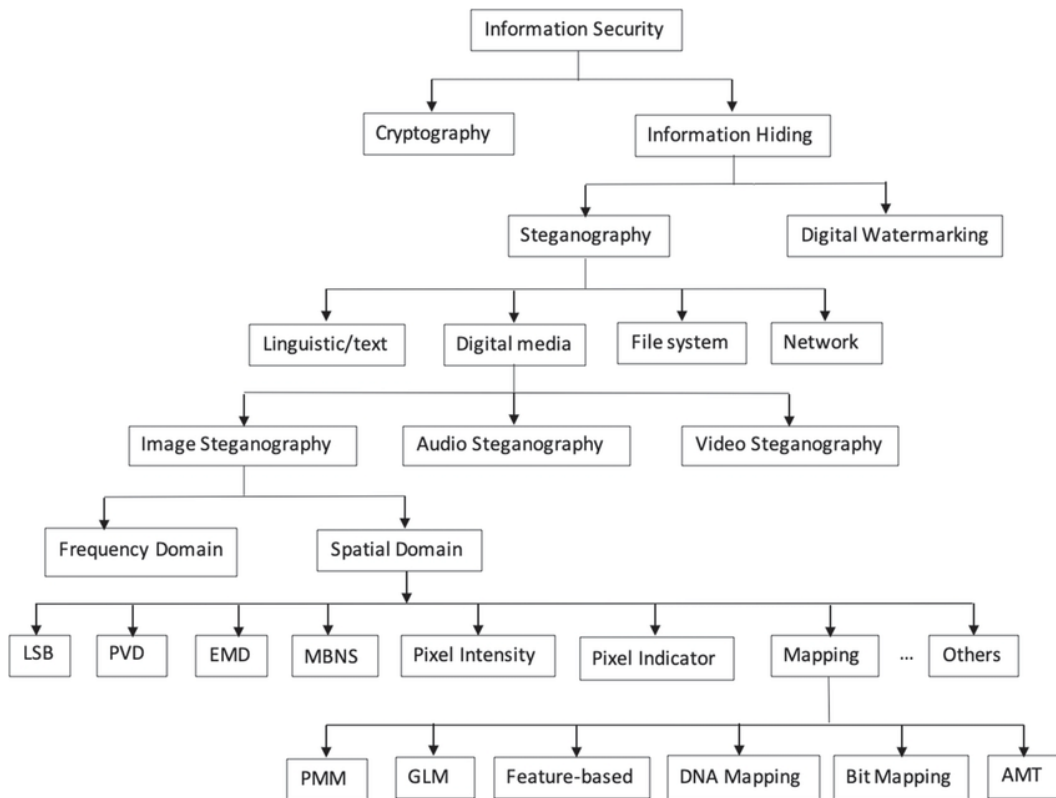 Information Security
Cryptography
Information Hiding
Steganography
Digital Watermarking
Linguistic/text
Digital media
File system
Network
Image Steganography
Audio Steganography
Video Steganography
Frequency Domain
Spatial Domain
LSB
PVD
EMD
MBNS
Pixel Intensity
Pixel Indicator
Mapping
...
Others
PMM
GLM
Feature-based
DNA Mapping
Bit Mapping
AMT